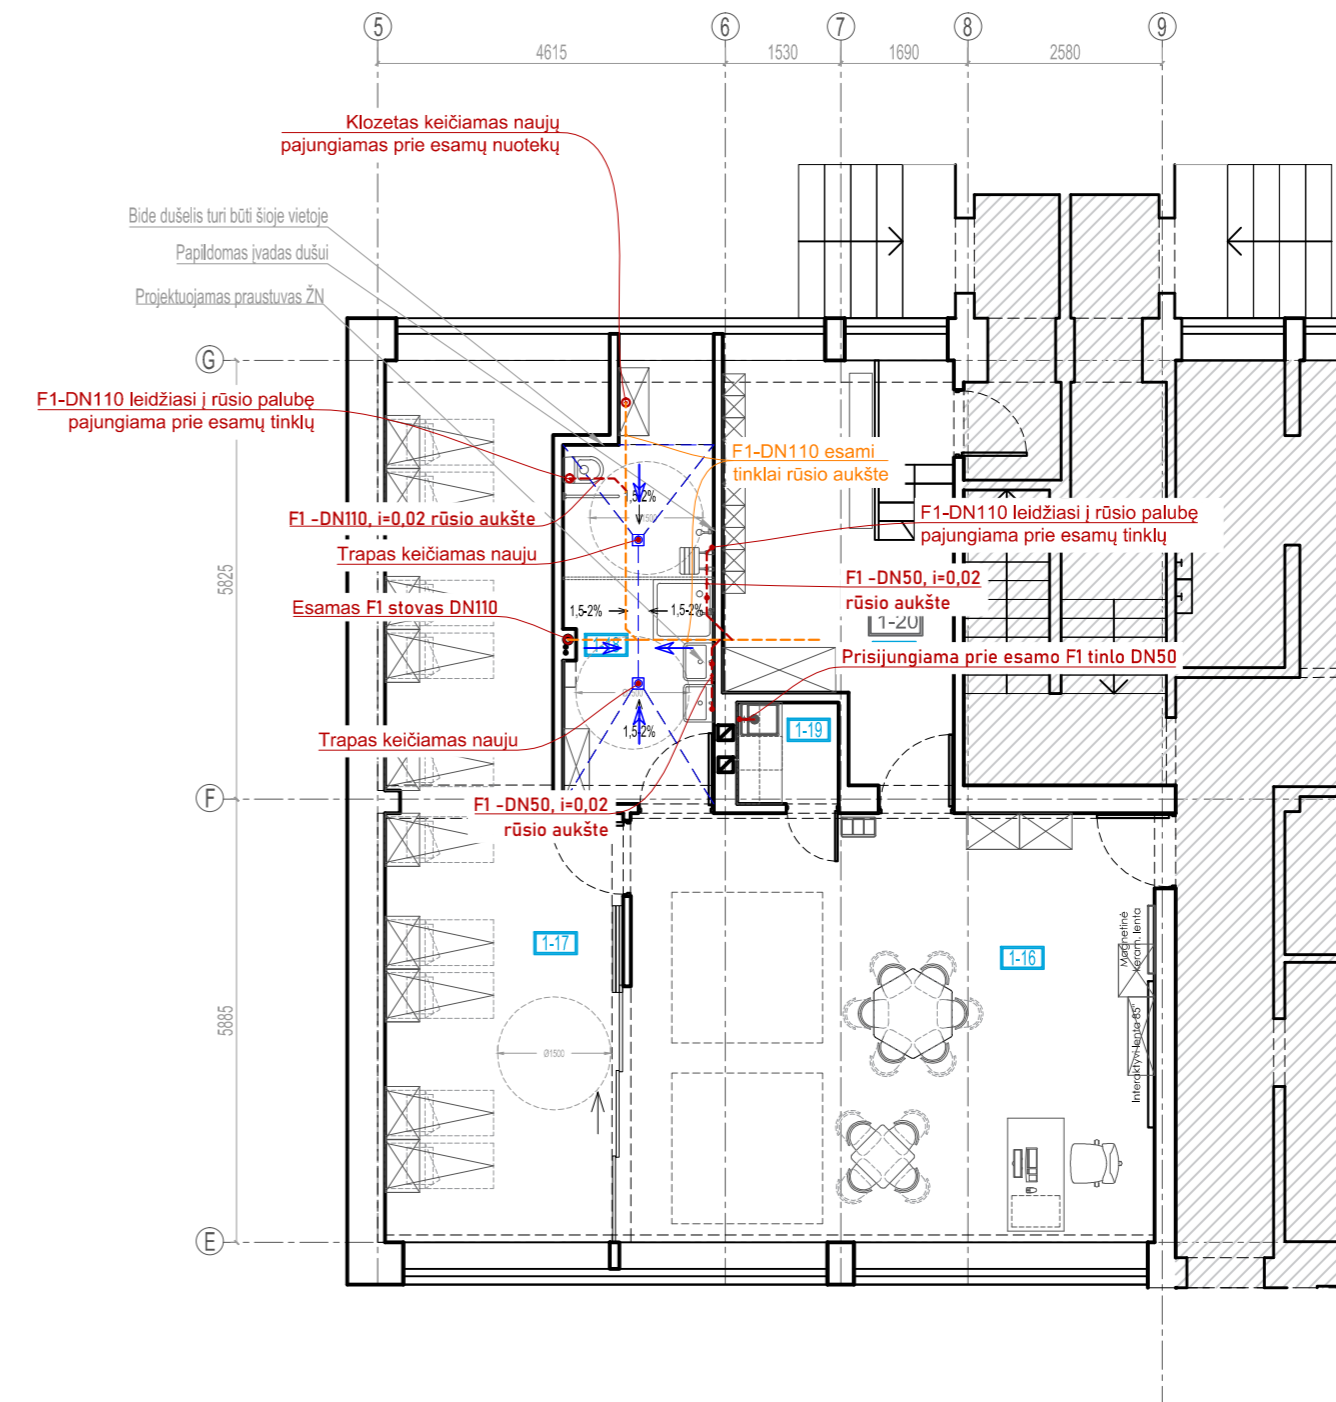 5
6
7
8
9
4615
1530
1690
2580
Klozetas keičiamas naujų
pajungiamas prie esamų nuotekų
Bide dušelis turi būti šioje vietoje
Papildomas įvadas dušui
Projektuojamas praustuvas ŽN
G
F1-DN110 leidžiasi į rūsio palubę
pajungiama prie esamų tinklų
F1-DN110 esami
tinklai rūsio aukšte
F1 -DN110, i=0,02 rūsio aukšte
F1-DN110 leidžiasi į rūsio palubę
pajungiama prie esamų tinklų
Trapas keičiamas nauju
F1 -DN50, i=0,02
rūsio aukšte
5825
Esamas F1 stovas DN110
1,5-2%
1,5-2%
1-20
Prisijungiama prie esamo F1 tinlo DN50
1-19
Trapas keičiamas nauju
1,5-2%
F
F1 -DN50, i=0,02
rūsio aukšte
1-17
1-16
Magnetinė
keram. lenta
Interaktyvi lenta 85"
5885
Ø1500
E